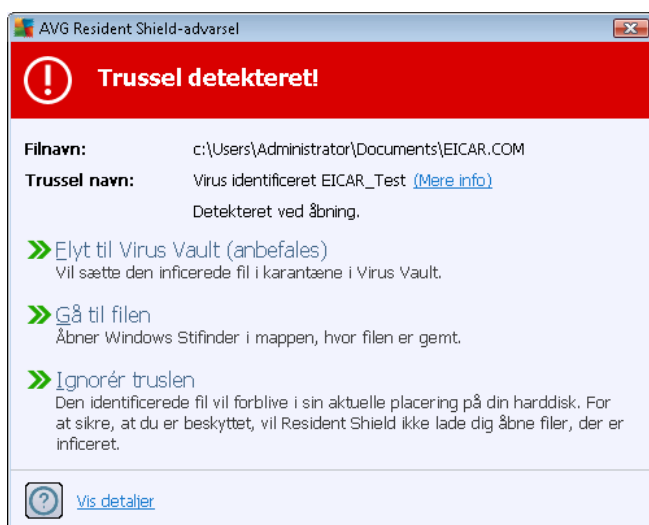 AVG Resident Shield-advarsel
Trussel detekteret!
Filnavn: c:\Users\Administrator\Documents\EICAR.COM
Trussel navn: Virus identificeret EICAR_Test (Mere info)
Detekteret ved åbning.
Flyt til Virus Vault (anbefales)
Vil sætte den inficerede fil i karantæne i Virus Vault.
Gå til filen
Åbner Windows Stifinder i mappen, hvor filen er gemt.
Ignorér truslen
Den identificerede fil vil forblive i sin aktuelle placering på din harddisk. For
at sikre, at du er beskyttet, vil Resident Shield ikke lade dig åbne filer, der er
inficeret.
Vis detaljer